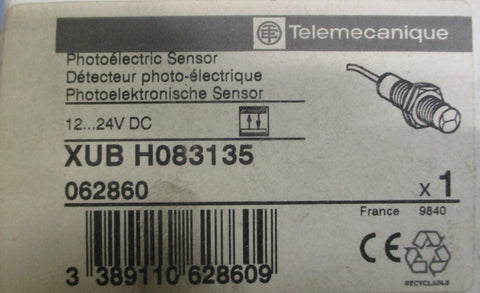 Telemecanique
Photoélectric Sensor
Détecteur photo-électrique
Photoelektronische Sensor
12...24V DC
XUB H083135
062860
x 1
France 9840
CE
RECYCLABLE
3 389110 628609